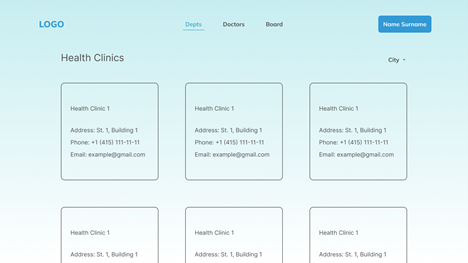 LOGO
Depts Doctors Board
Name Surname
Health Clinics
City
Health Clinic 1
Address: St. 1, Building 1
Phone: +1 (415) 111-11-11
Email: example@gmail.com
Health Clinic 1
Address: St. 1, Building 1
Phone: +1 (415) 111-11-11
Email: example@gmail.com
Health Clinic 1
Address: St. 1, Building 1
Phone: +1 (415) 111-11-11
Email: example@gmail.com
Health Clinic 1
Address: St. 1, Building 1
Health Clinic 1
Address: St. 1, Building 1
Health Clinic 1
Address: St. 1, Building 1